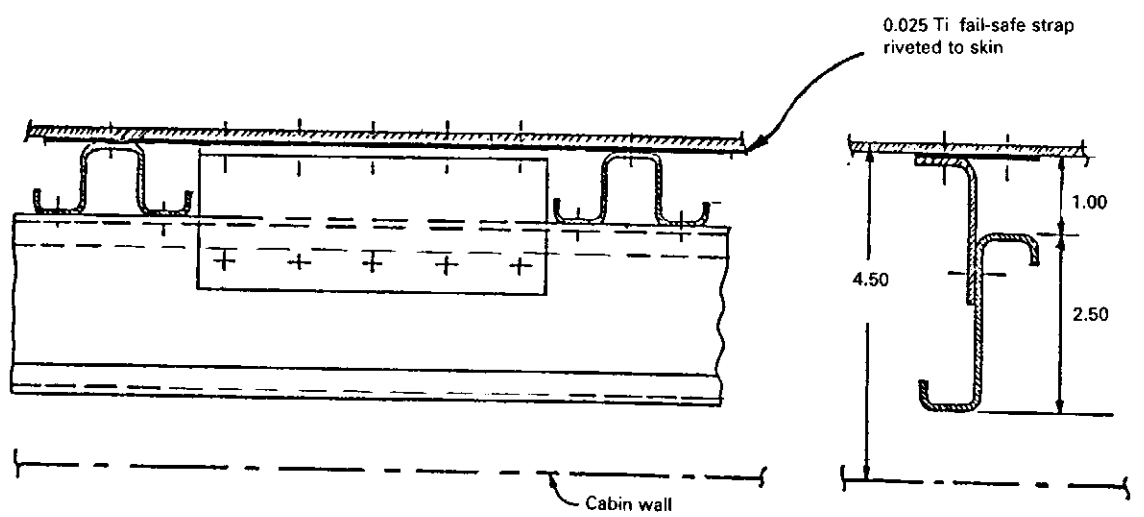 0.025 Ti fail-safe strap
riveted to skin
1.00
4.50
2.50
Cabin wall